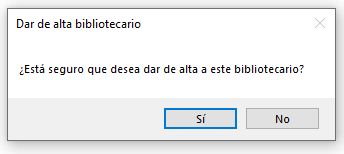 Dar de alta bibliotecario
¿Está seguro que desea dar de alta a este bibliotecario?
Sí
No